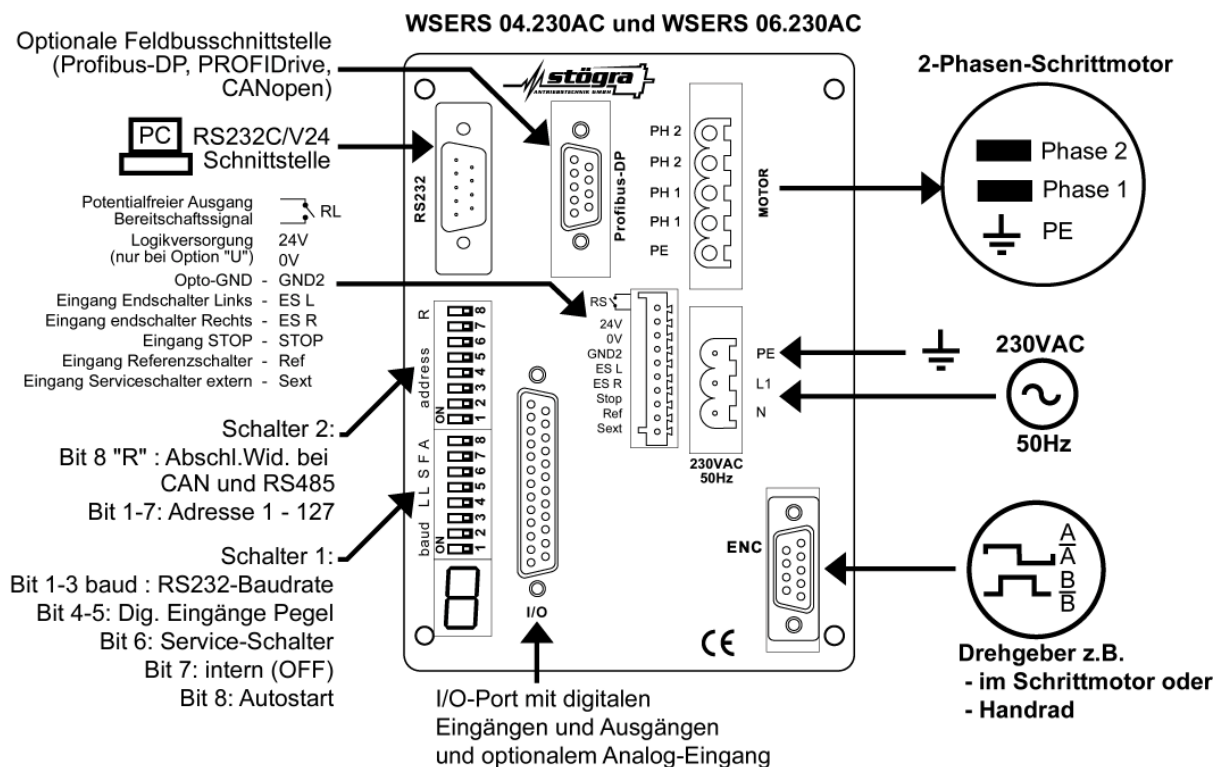 WSERS 04.230AC und WSERS 06.230AC
Optionale Feldbusschnittstelle
(Profibus-DP, PROFIDrive,
CANopen)
PC
RS232C/V24
Schnittstelle
Potentialfreier Ausgang
Bereitschaftssignal
RL
Logikversorgung
(nur bei Option "U")
24V
0V
Opto-GND - GND2
Eingang Endschalter Links - ES L
Eingang endschalter Rechts - ES R
Eingang STOP - STOP
Eingang Referenzschalter - Ref
Eingang Serviceschalter extern - Sext
Schalter 2:
Bit 8 "R" : Abschl.Wid. bei
CAN und RS485
Bit 1-7: Adresse 1 - 127
Schalter 1:
Bit 1-3 baud : RS232-Baudrate
Bit 4-5: Dig. Eingänge Pegel
Bit 6: Service-Schalter
Bit 7: intern (OFF)
Bit 8: Autostart
stögra
ANTRIEBSTECHNIK GMBH
RS232
Profibus-DP
PH 2
PH 2
PH 1
PH 1
PE
MOTOR
R
address
ON
1 2 3 4 5 6 7 8
baud L L S F A
ON
1 2 3 4 5 6 7 8
RS
24V
0V
GND2
ES L
ES R
Stop
Ref
Sext
PE
L1
N
230VAC
50Hz
I/O
ENC
CE
I/O-Port mit digitalen
Eingängen und Ausgängen
und optionalem Analog-Eingang
2-Phasen-Schrittmotor
Phase 2
Phase 1
PE
230VAC
50Hz
A
A
B
B
Drehgeber z.B.
- im Schrittmotor oder
- Handrad